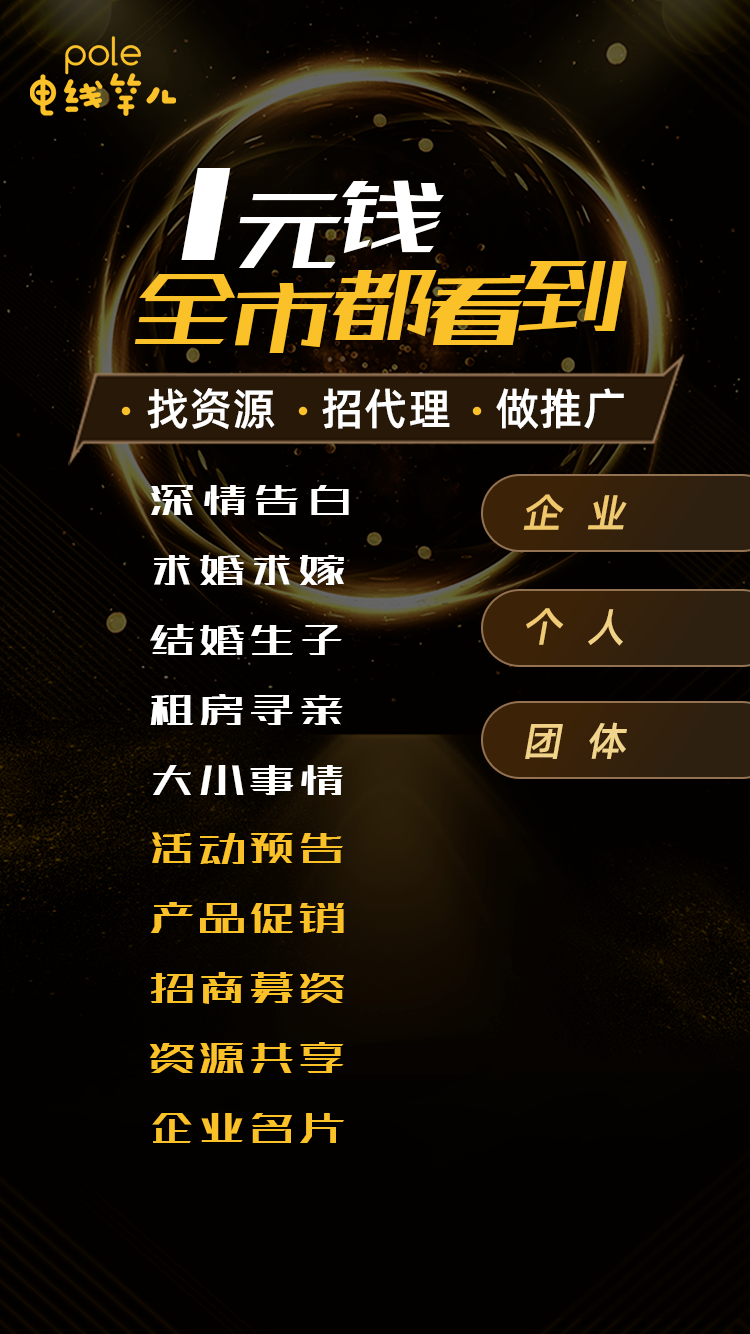 pole
电线竿儿
1元钱
全市都看到
·找资源 ·招代理 ·做推广
深情告白
企业
求婚求嫁
个人
结婚生子
租房寻亲
团体
大小事情
活动预告
产品促销
招商募资
资源共享
企业名片